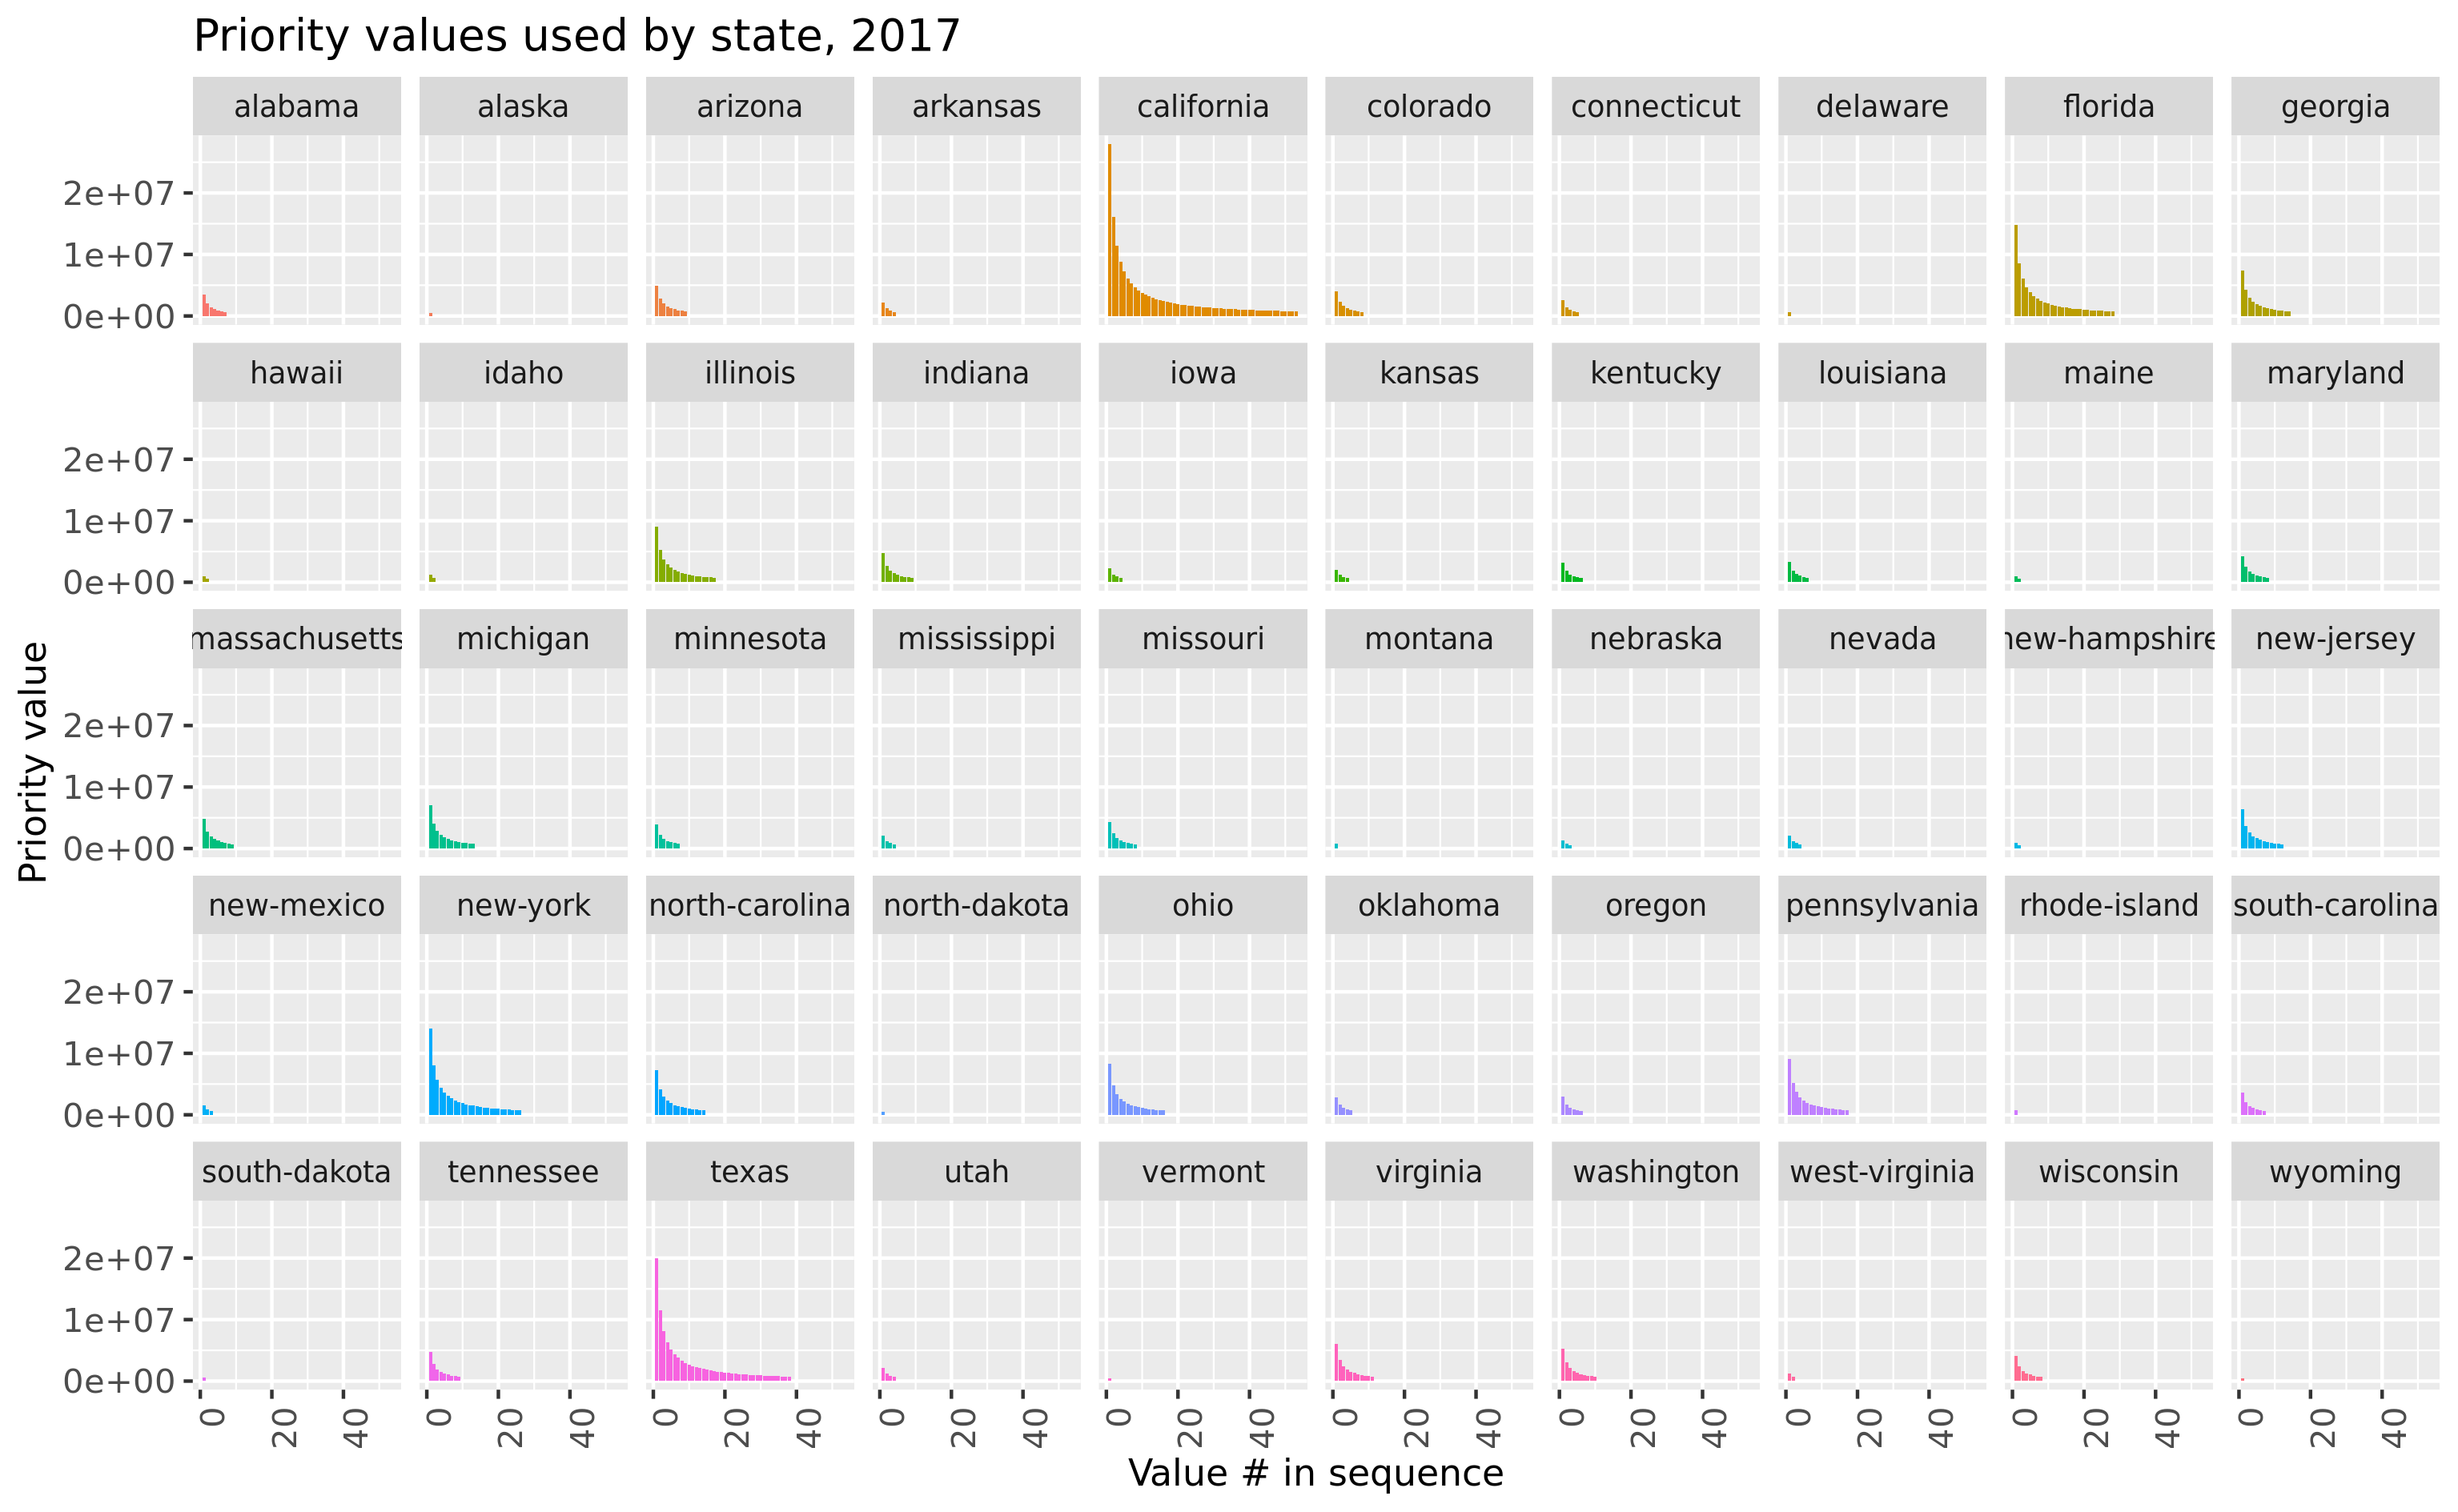 Priority values used by state, 2017
alabama alaska arizona arkansas california colorado connecticut delaware florida georgia
2e+07
1e+07
0e+00
hawaii idaho illinois indiana iowa kansas kentucky louisiana maine maryland
2e+07
1e+07
0e+00
massachusetts michigan minnesota mississippi missouri montana nebraska nevada new-hampshire new-jersey
2e+07
1e+07
0e+00
new-mexico new-york north-carolina north-dakota ohio oklahoma oregon pennsylvania rhode-island south-carolina
2e+07
1e+07
0e+00
south-dakota tennessee texas utah vermont virginia washington west-virginia wisconsin wyoming
2e+07
1e+07
0e+00
0 20 40 0 20 40 0 20 40 0 20 40 0 20 40 0 20 40 0 20 40 0 20 40 0 20 40 0 20 40
Value # in sequence
Priority value